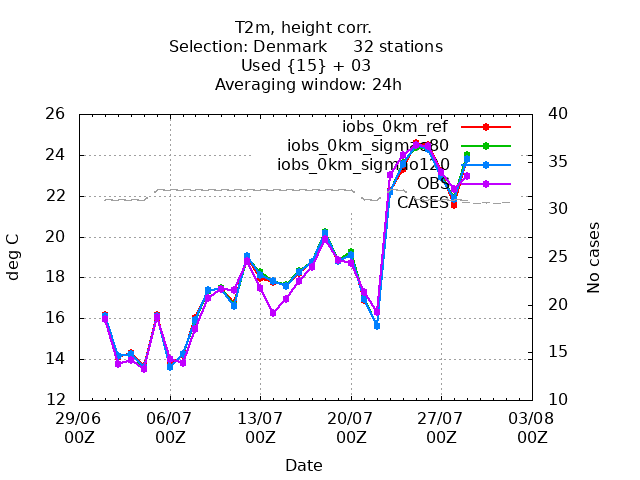 T2m, height corr.
Selection: Denmark 32 stations
Used {15} + 03
Averaging window: 24h
26
24
22
20
18
16
14
12
40
35
30
25
20
15
10
deg C
No cases
iobs_0km_ref
iobs_0km_sigmao80
iobs_0km_sigmao120
OBS
CASES
29/06 06/07 13/07 20/07 27/07 03/08
00Z 00Z 00Z 00Z 00Z 00Z
Date